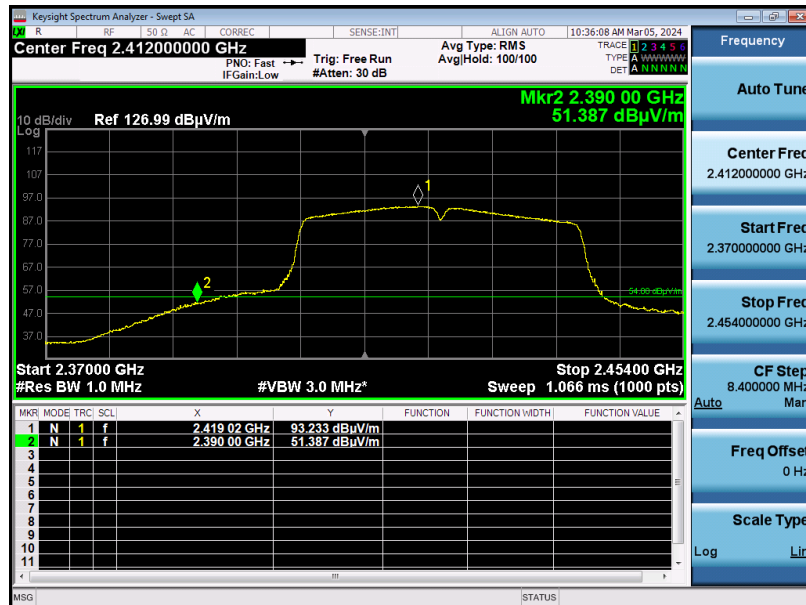 Keysight Spectrum Analyzer - Swept SA
LXI R RF 50 Ω AC CORREC SENSE:INT ALIGN AUTO 10:36:08 AM Mar 05, 2024
Center Freq 2.412000000 GHz
PNO: Fast
IFGain:Low
Trig: Free Run
#Atten: 30 dB
Avg Type: RMS
Avg|Hold: 100/100
TRACE 1 2 3 4 5 6
TYPE A WWWWW
DET A N N N N N
Mkr2 2.390 00 GHz
51.387 dBµV/m
10 dB/div Ref 126.99 dBµV/m
Log
117
107
97.0
87.0
77.0
67.0
57.0
47.0
37.0
1
2
54.00 dBµV/m
Start 2.37000 GHz Stop 2.45400 GHz
#Res BW 1.0 MHz #VBW 3.0 MHz* Sweep 1.066 ms (1000 pts)
MKR MODE TRC SCL X Y FUNCTION FUNCTION WIDTH FUNCTION VALUE
1 N 1 f 2.419 02 GHz 93.233 dBµV/m
2 N 1 f 2.390 00 GHz 51.387 dBµV/m
3
4
5
6
7
8
9
10
11
MSG STATUS
Frequency
Auto Tune
Center Freq
2.412000000 GHz
Start Freq
2.370000000 GHz
Stop Freq
2.454000000 GHz
CF Step
8.400000 MHz
Auto Man
Freq Offset
0 Hz
Scale Type
Log Lin